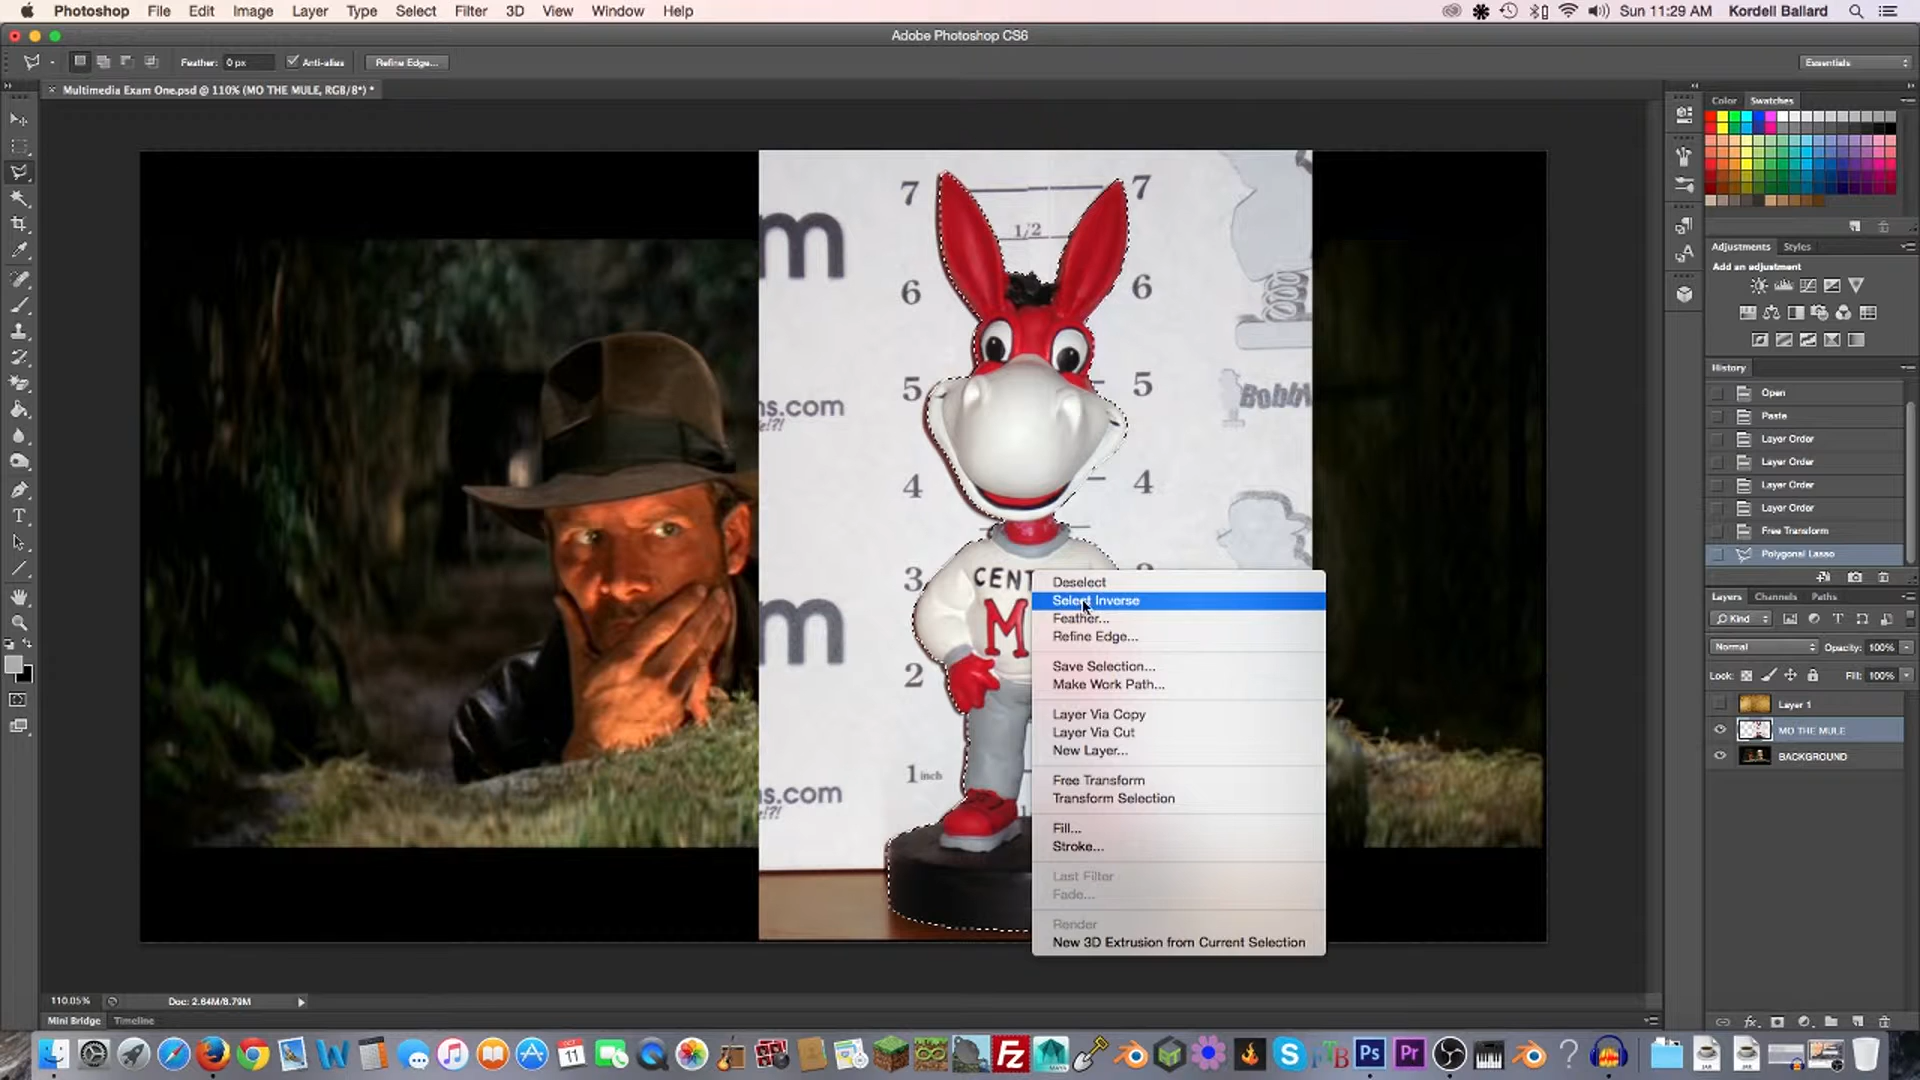 Photoshop File Edit Image Layer Type Select Filter 3D View Window Help Sun 11:29 AM Kordell Ballard
Adobe Photoshop CS6
Feather: 0 px Anti-alias Refine Edge... Essentials
Multimedia Exam One.psd @ 110% (MO THE MULE, RGB/8*) *
Color Swatches
Adjustments Styles
Add an adjustment
History
Open
Paste
Layer Order
Layer Order
Layer Order
Layer Order
Free Transform
Polygonal Lasso
Layers Channels Paths
Kind
Normal Opacity: 100%
Lock: Fill: 100%
Layer 1
MO THE MULE
BACKGROUND
7 7
1/2
m
6 6
5 5
s.com
4 4
3
CENT
M
m
2
1 inch
s.com
Deselect
Select Inverse
Feather...
Refine Edge...
Save Selection...
Make Work Path...
Layer Via Copy
Layer Via Cut
New Layer...
Free Transform
Transform Selection
Fill...
Stroke...
Last Filter
Fade...
Render
New 3D Extrusion from Current Selection
110.05% Doc: 2.64M/8.79M
Mini Bridge Timeline
OCT
11
Fz
Ps
Pr